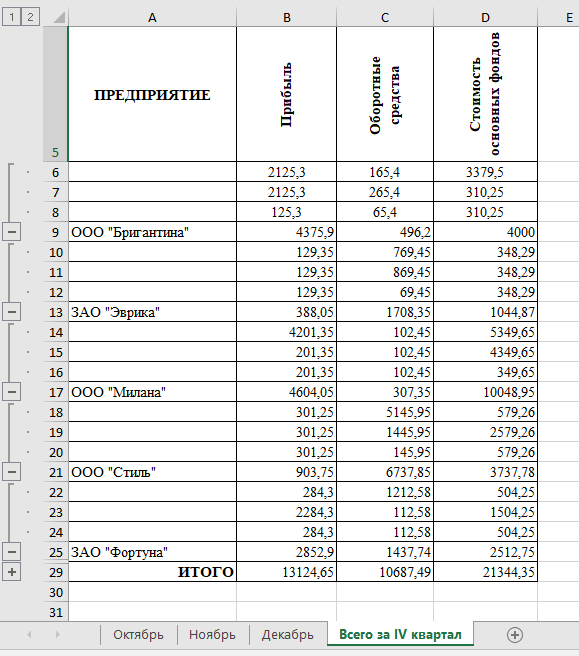 1 2 A B C D E
5 ПРЕДПРИЯТИЕ Прибыль Оборотные средства Стоимость основных фондов
6 2125,3 165,4 3379,5
7 2125,3 265,4 310,25
8 125,3 65,4 310,25
9 ООО "Бригантина" 4375,9 496,2 4000
10 129,35 769,45 348,29
11 129,35 869,45 348,29
12 129,35 69,45 348,29
13 ЗАО "Эврика" 388,05 1708,35 1044,87
14 4201,35 102,45 5349,65
15 201,35 102,45 4349,65
16 201,35 102,45 349,65
17 ООО "Милана" 4604,05 307,35 10048,95
18 301,25 5145,95 579,26
19 301,25 1445,95 2579,26
20 301,25 145,95 579,26
21 ООО "Стиль" 903,75 6737,85 3737,78
22 284,3 1212,58 504,25
23 2284,3 112,58 1504,25
24 284,3 112,58 504,25
25 ЗАО "Фортуна" 2852,9 1437,74 2512,75
29 ИТОГО 13124,65 10687,49 21344,35
30
31
Октябрь Ноябрь Декабрь Всего за IV квартал